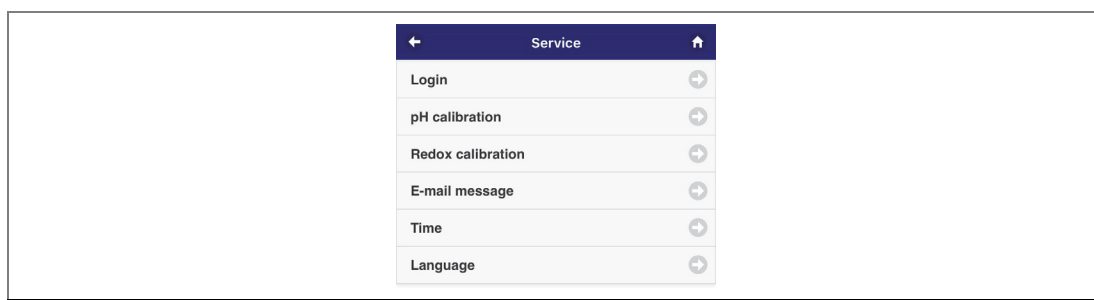 Service
Login
pH calibration
Redox calibration
E-mail message
Time
Language